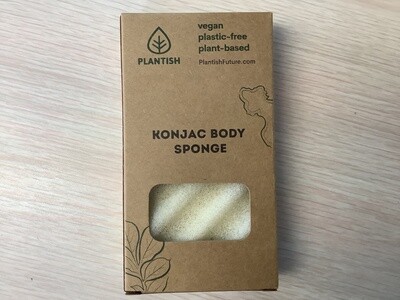 PLANTISH
vegan
plastic-free
plant-based
PlantishFuture.com
KONJAC BODY
SPONGE